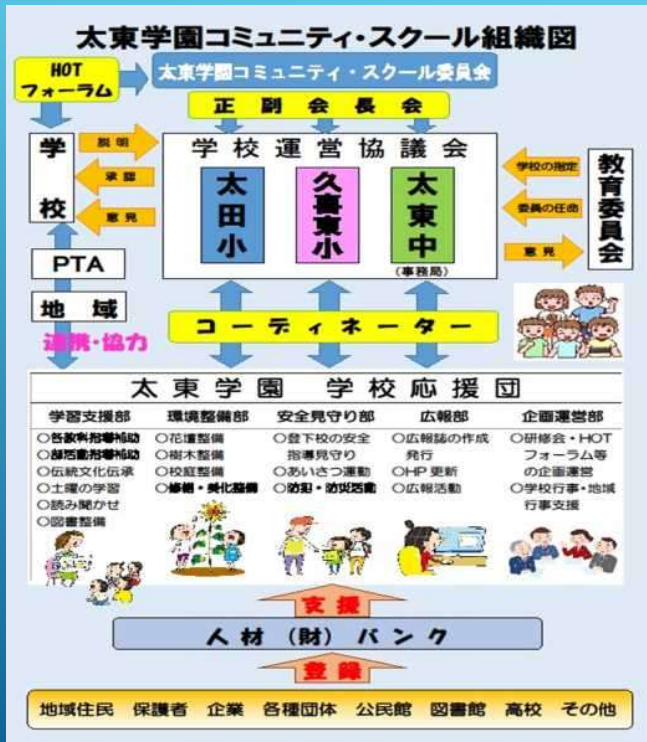 太東学園コミュニティ・スクール組織図
HOT
フォーラム
太東学園コミュニティ・スクール委員会
正副会長会
学校
説明
承認
意見
学校運営協議会
太田小
久喜東小
太東中
(事務局)
学校の指定
委員の任命
意見
教育委員会
PTA
地域
連携・協力
コーディネーター
太東学園 学校応援団
学習支援部
○各教科指導補助
○部活動指導補助
○伝統文化伝承
○土曜の学習
○読み聞かせ
○図書整備
環境整備部
○花壇整備
○樹木整備
○校庭整備
○修繕・美化整備
安全見守り部
○登下校の安全
指導見守り
○あいさつ運動
○防犯・防災活動
広報部
○広報誌の作成
発行
○HP更新
○広報活動
企画運営部
○研修会・HOT
フォーラム等
の企画運営
○学校行事・地域
行事支援
支援
人材(財)バンク
登録
地域住民 保護者 企業 各種団体 公民館 図書館 高校 その他